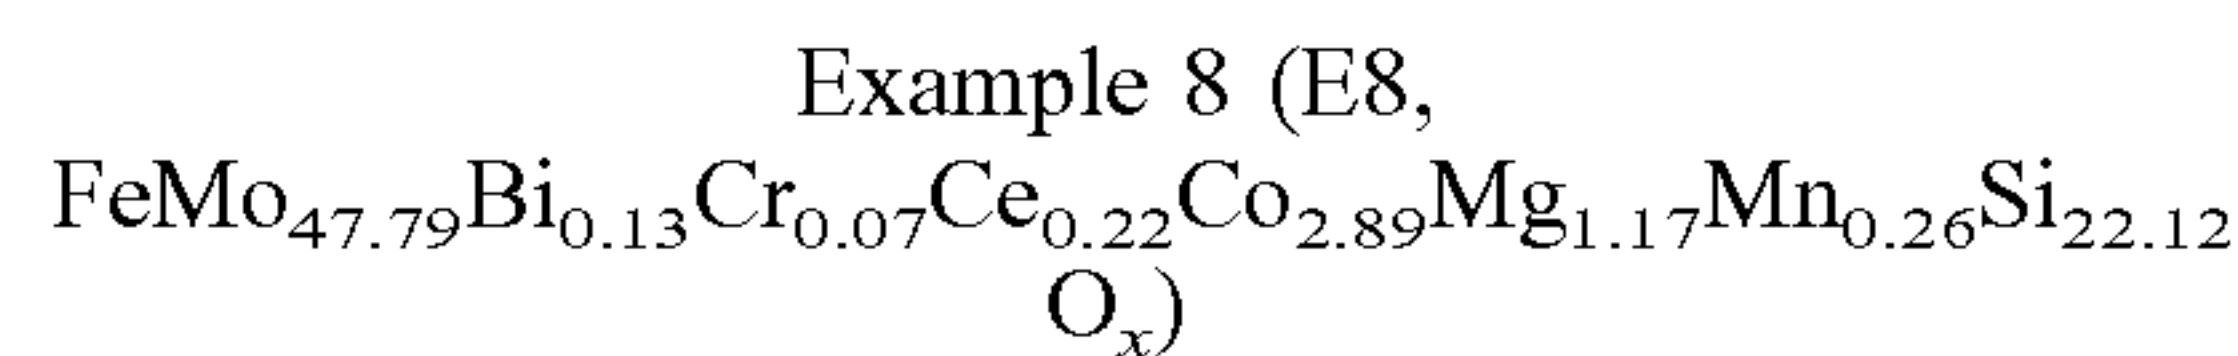 Example 8 (E8,
FeMo47.79Bi0.13Cr0.07Ce0.22Co2.89Mg1.17Mn0.26Si22.12
Ox)